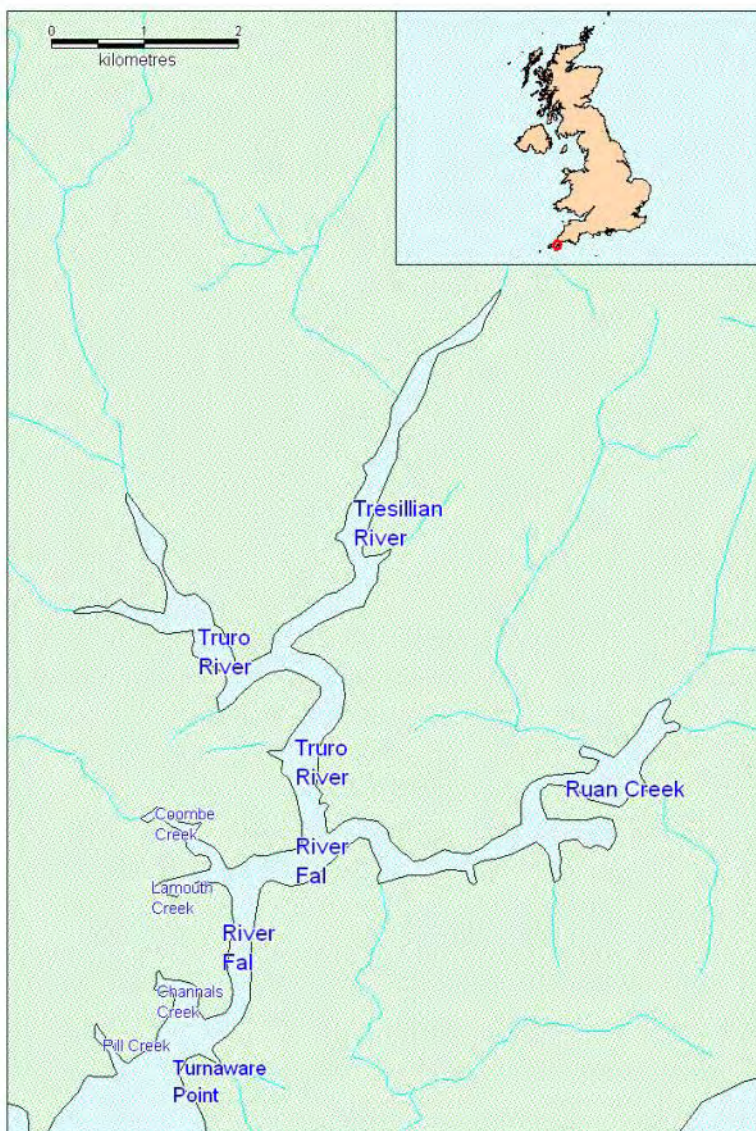 0 1 2
kilometres
Tresillian
River
Truro
River
Truro
River
Ruan Creek
Coombe
Creek
River
Fal
Lamouth
Creek
River
Fal
Channals
Creek
Pill Creek
Turnaware
Point